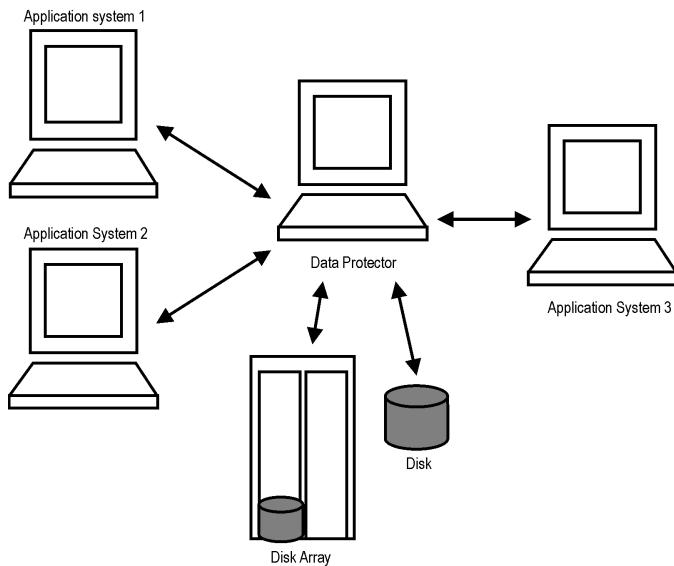 Application system 1
Application System 2
Data Protector
Application System 3
Disk
Disk Array